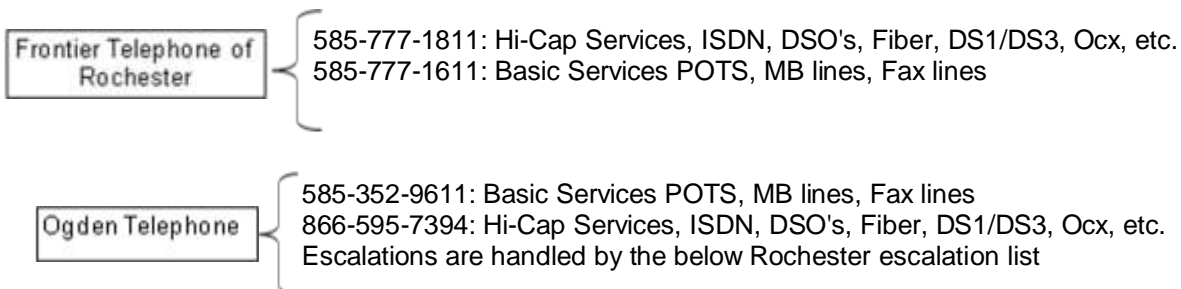 Frontier Telephone of
Rochester
585-777-1811: Hi-Cap Services, ISDN, DSO's, Fiber, DS1/DS3, Ocx, etc.
585-777-1611: Basic Services POTS, MB lines, Fax lines
Ogden Telephone
585-352-9611: Basic Services POTS, MB lines, Fax lines
866-595-7394: Hi-Cap Services, ISDN, DSO's, Fiber, DS1/DS3, Ocx, etc.
Escalations are handled by the below Rochester escalation list